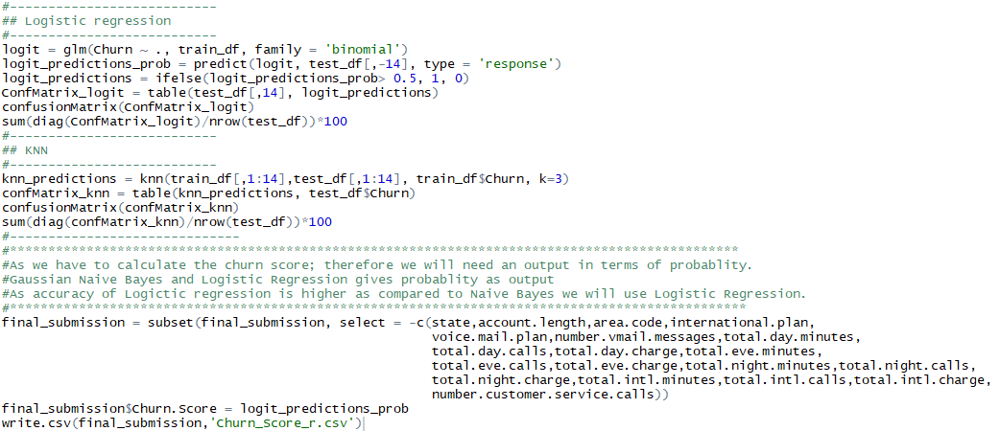 #---------------------------
## Logistic regression
#---------------------------
logit = glm(Churn ~ ., train_df, family = 'binomial')
logit_predictions_prob = predict(logit, test_df[,-14], type = 'response')
logit_predictions = ifelse(logit_predictions_prob> 0.5, 1, 0)
ConfMatrix_logit = table(test_df[,14], logit_predictions)
confusionMatrix(ConfMatrix_logit)
sum(diag(ConfMatrix_logit)/nrow(test_df))*100
#---------------------------
## KNN
#---------------------------
knn_predictions = knn(train_df[,1:14],test_df[,1:14], train_df$Churn, k=3)
confMatrix_knn = table(knn_predictions, test_df$Churn)
confusionMatrix(confMatrix_knn)
sum(diag(confMatrix_knn)/nrow(test_df))*100
#------------------------------
#***********************************************************************************************
#As we have to calculate the churn score; therefore we will need an output in terms of probablity.
#Gaussian Naive Bayes and Logistic Regression gives probablity as output
#As accuracy of Logictic regression is higher as compared to Naive Bayes we will use Logistic Regression.
#************************************************************************************************
final_submission = subset(final_submission, select = -c(state,account.length,area.code,international.plan,
voice.mail.plan,number.vmail.messages,total.day.minutes,
total.day.calls,total.day.charge,total.eve.minutes,
total.eve.calls,total.eve.charge,total.night.minutes,total.night.calls,
total.night.charge,total.intl.minutes,total.intl.calls,total.intl.charge,
number.customer.service.calls))
final_submission$Churn.Score = logit_predictions_prob
write.csv(final_submission,'Churn_Score_r.csv')